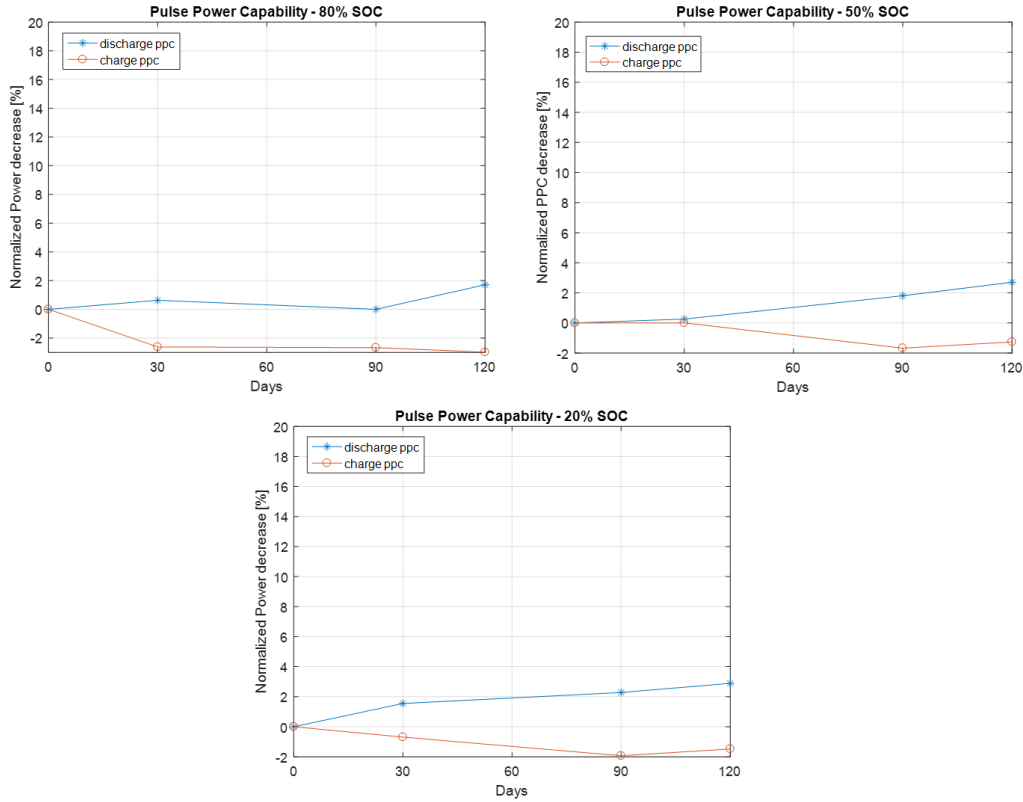 Pulse Power Capability - 80% SOC
discharge ppc
charge ppc
Normalized Power decrease [%]
20
18
16
14
12
10
8
6
4
2
0
-2
0 30 60 90 120
Days
Pulse Power Capability - 50% SOC
discharge ppc
charge ppc
Normalized PPC decrease [%]
20
18
16
14
12
10
8
6
4
2
0
-2
0 30 60 90 120
Days
Pulse Power Capability - 20% SOC
discharge ppc
charge ppc
Normalized Power decrease [%]
20
18
16
14
12
10
8
6
4
2
0
-2
0 30 60 90 120
Days